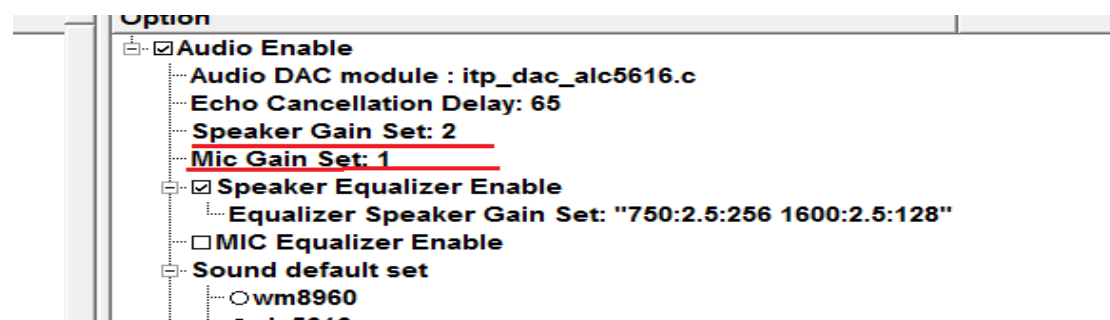 Option
Audio Enable
Audio DAC module : itp_dac_alc5616.c
Echo Cancellation Delay: 65
Speaker Gain Set: 2
Mic Gain Set: 1
Speaker Equalizer Enable
Equalizer Speaker Gain Set: "750:2.5:256 1600:2.5:128"
MIC Equalizer Enable
Sound default set
wm8960